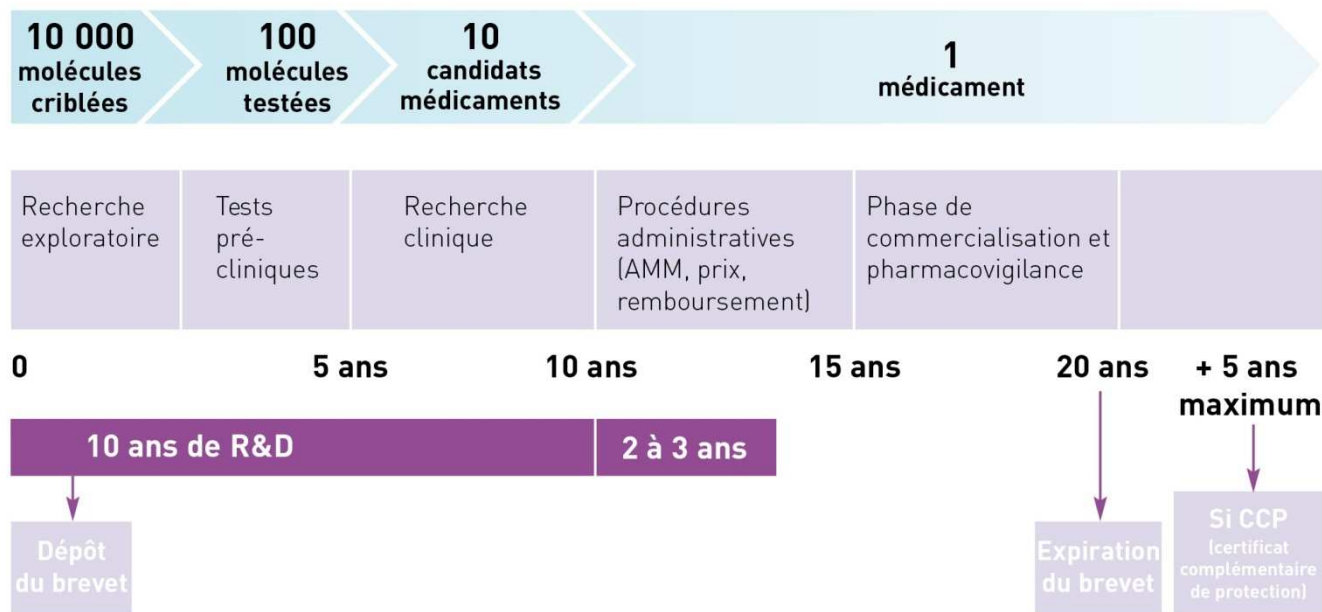 10 000
molécules
criblées
100
molécules
testées
10
candidats
médicaments
1
médicament
Recherche
exploratoire
Tests
pré-
cliniques
Recherche
clinique
Procédures
administratives
(AMM, prix,
remboursement)
Phase de
commercialisation et
pharmacovigilance
0
5 ans
10 ans
15 ans
20 ans
+ 5 ans
maximum
10 ans de R&D
2 à 3 ans
Dépôt
du brevet
Expiration
du brevet
Si CCP
(certificat
complémentaire
de protection)